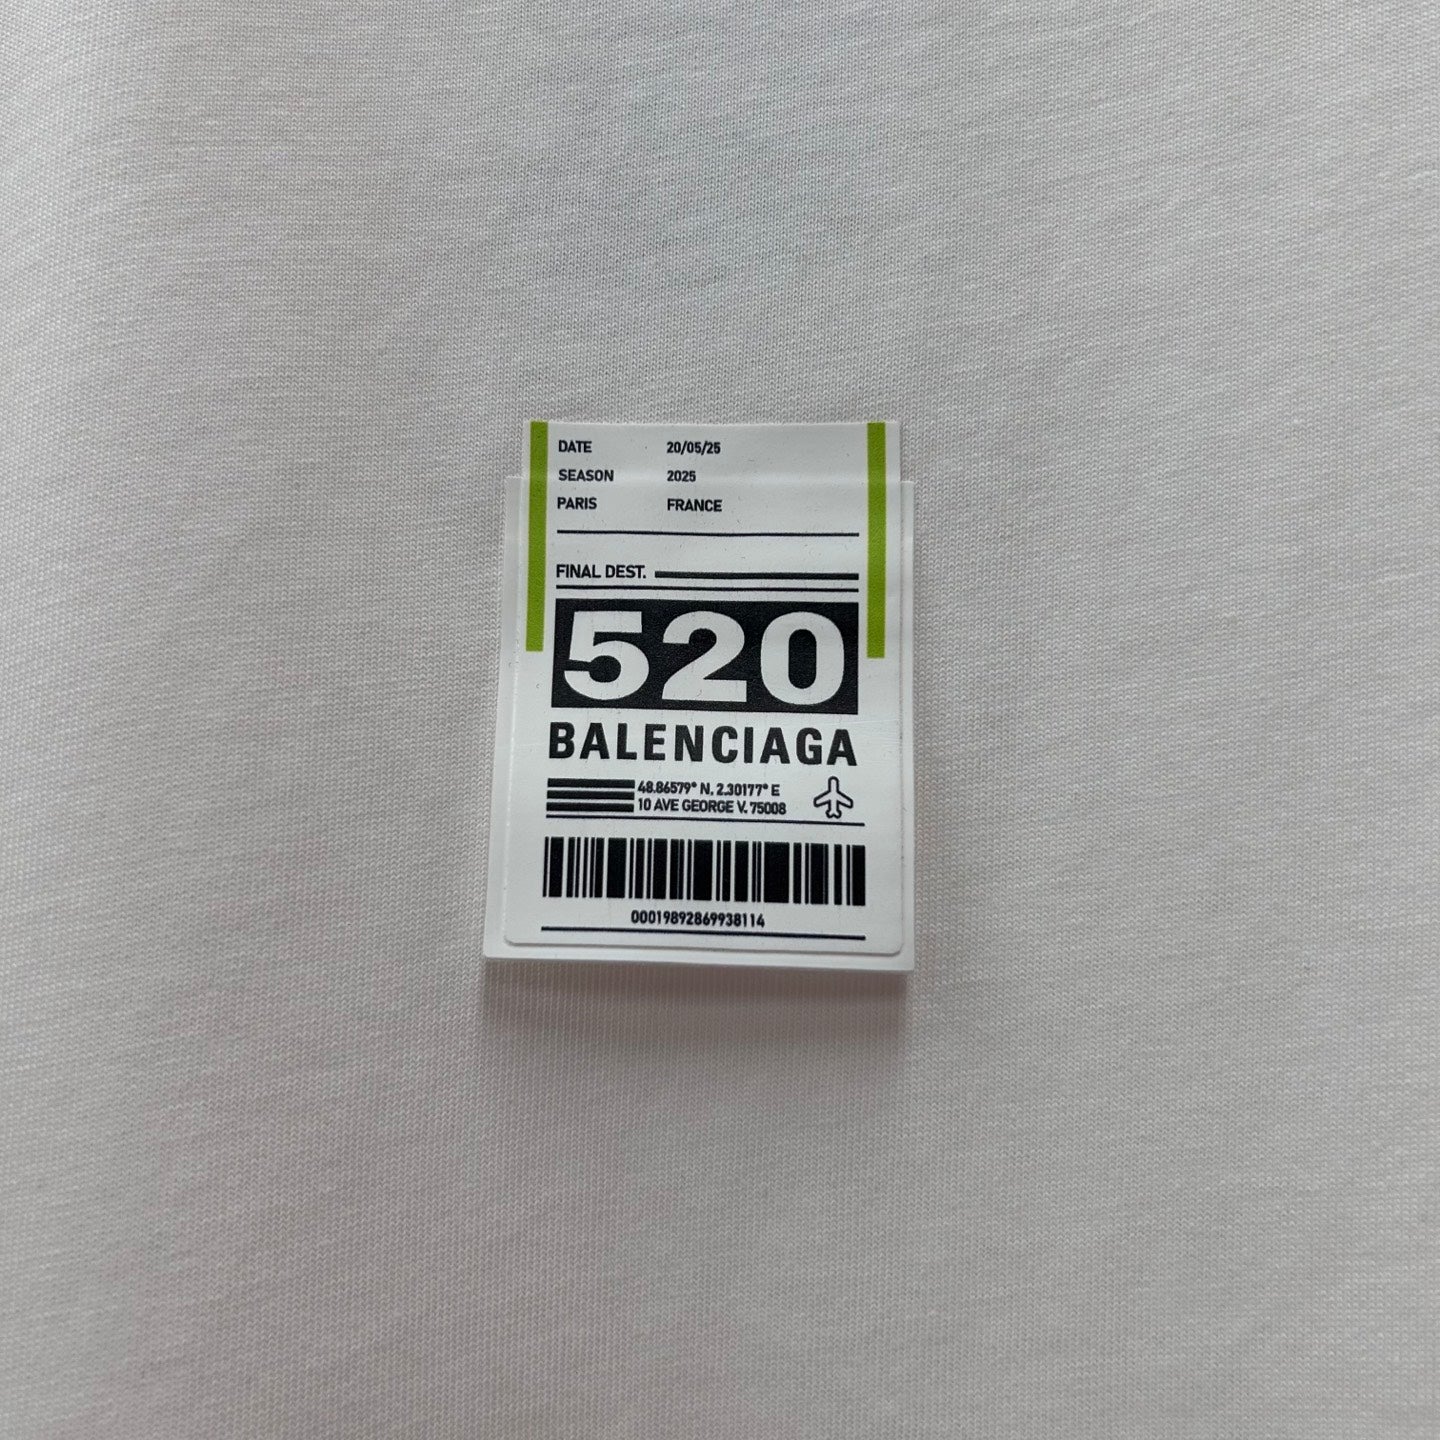 DATE 20/05/25
SEASON 2025
PARIS FRANCE
FINAL DEST.
520
BALENCIAGA
48.86579° N, 2.30177° E
10 AVE GEORGE V. 75008
00019892869938114